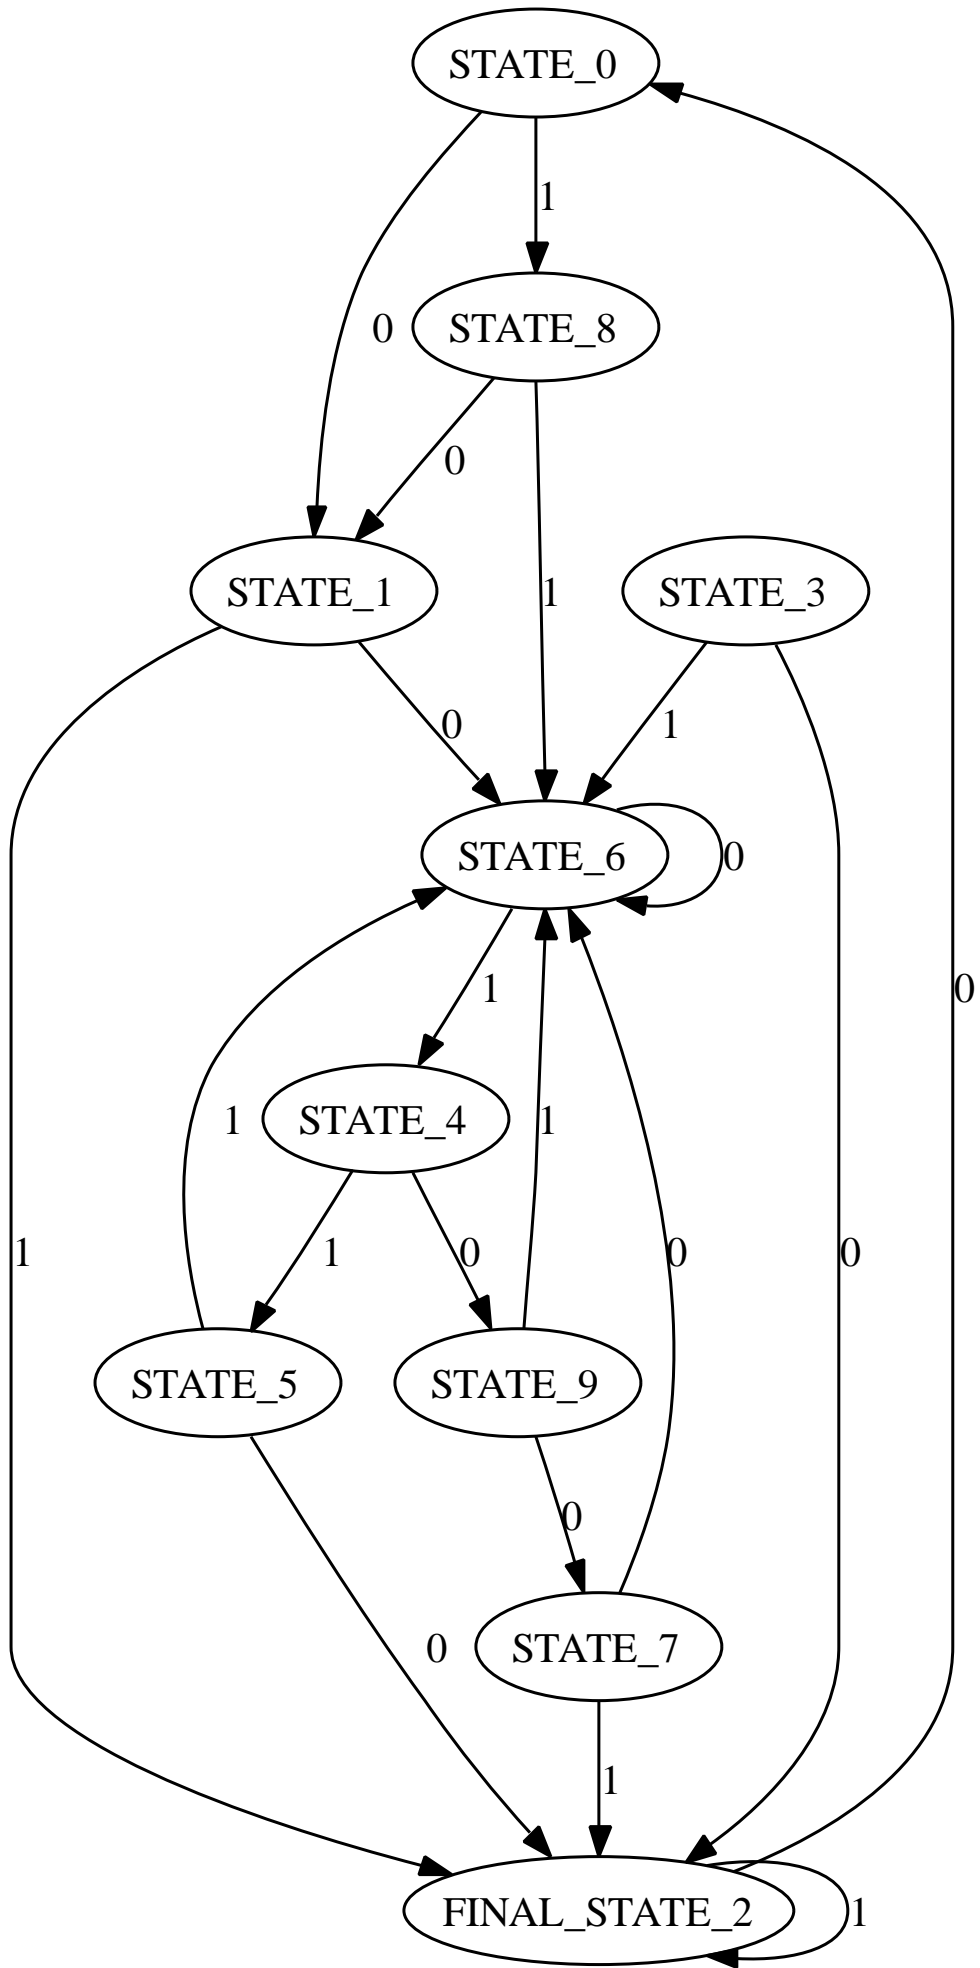 STATE_0
1
STATE_8
0
0
1
STATE_1
STATE_3
0
1
STATE_6
0
1
0
1
STATE_4
1
1
1
0
0
0
STATE_5
STATE_9
0
0
STATE_7
1
FINAL_STATE_2
1